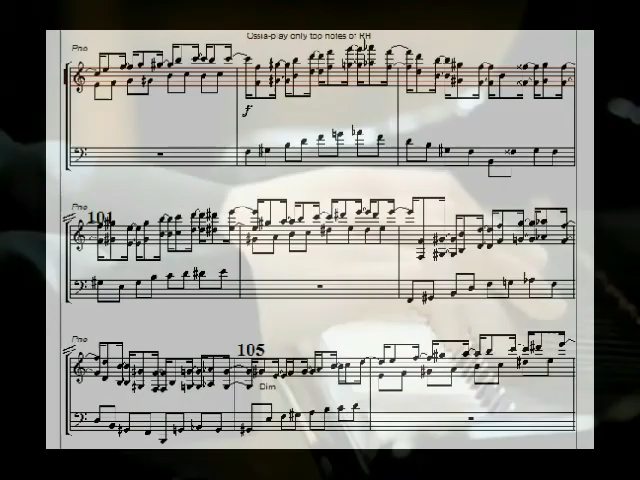 Ossia-play only top notes of RH
Pno
f
Pno
101
Pno
105
Dim